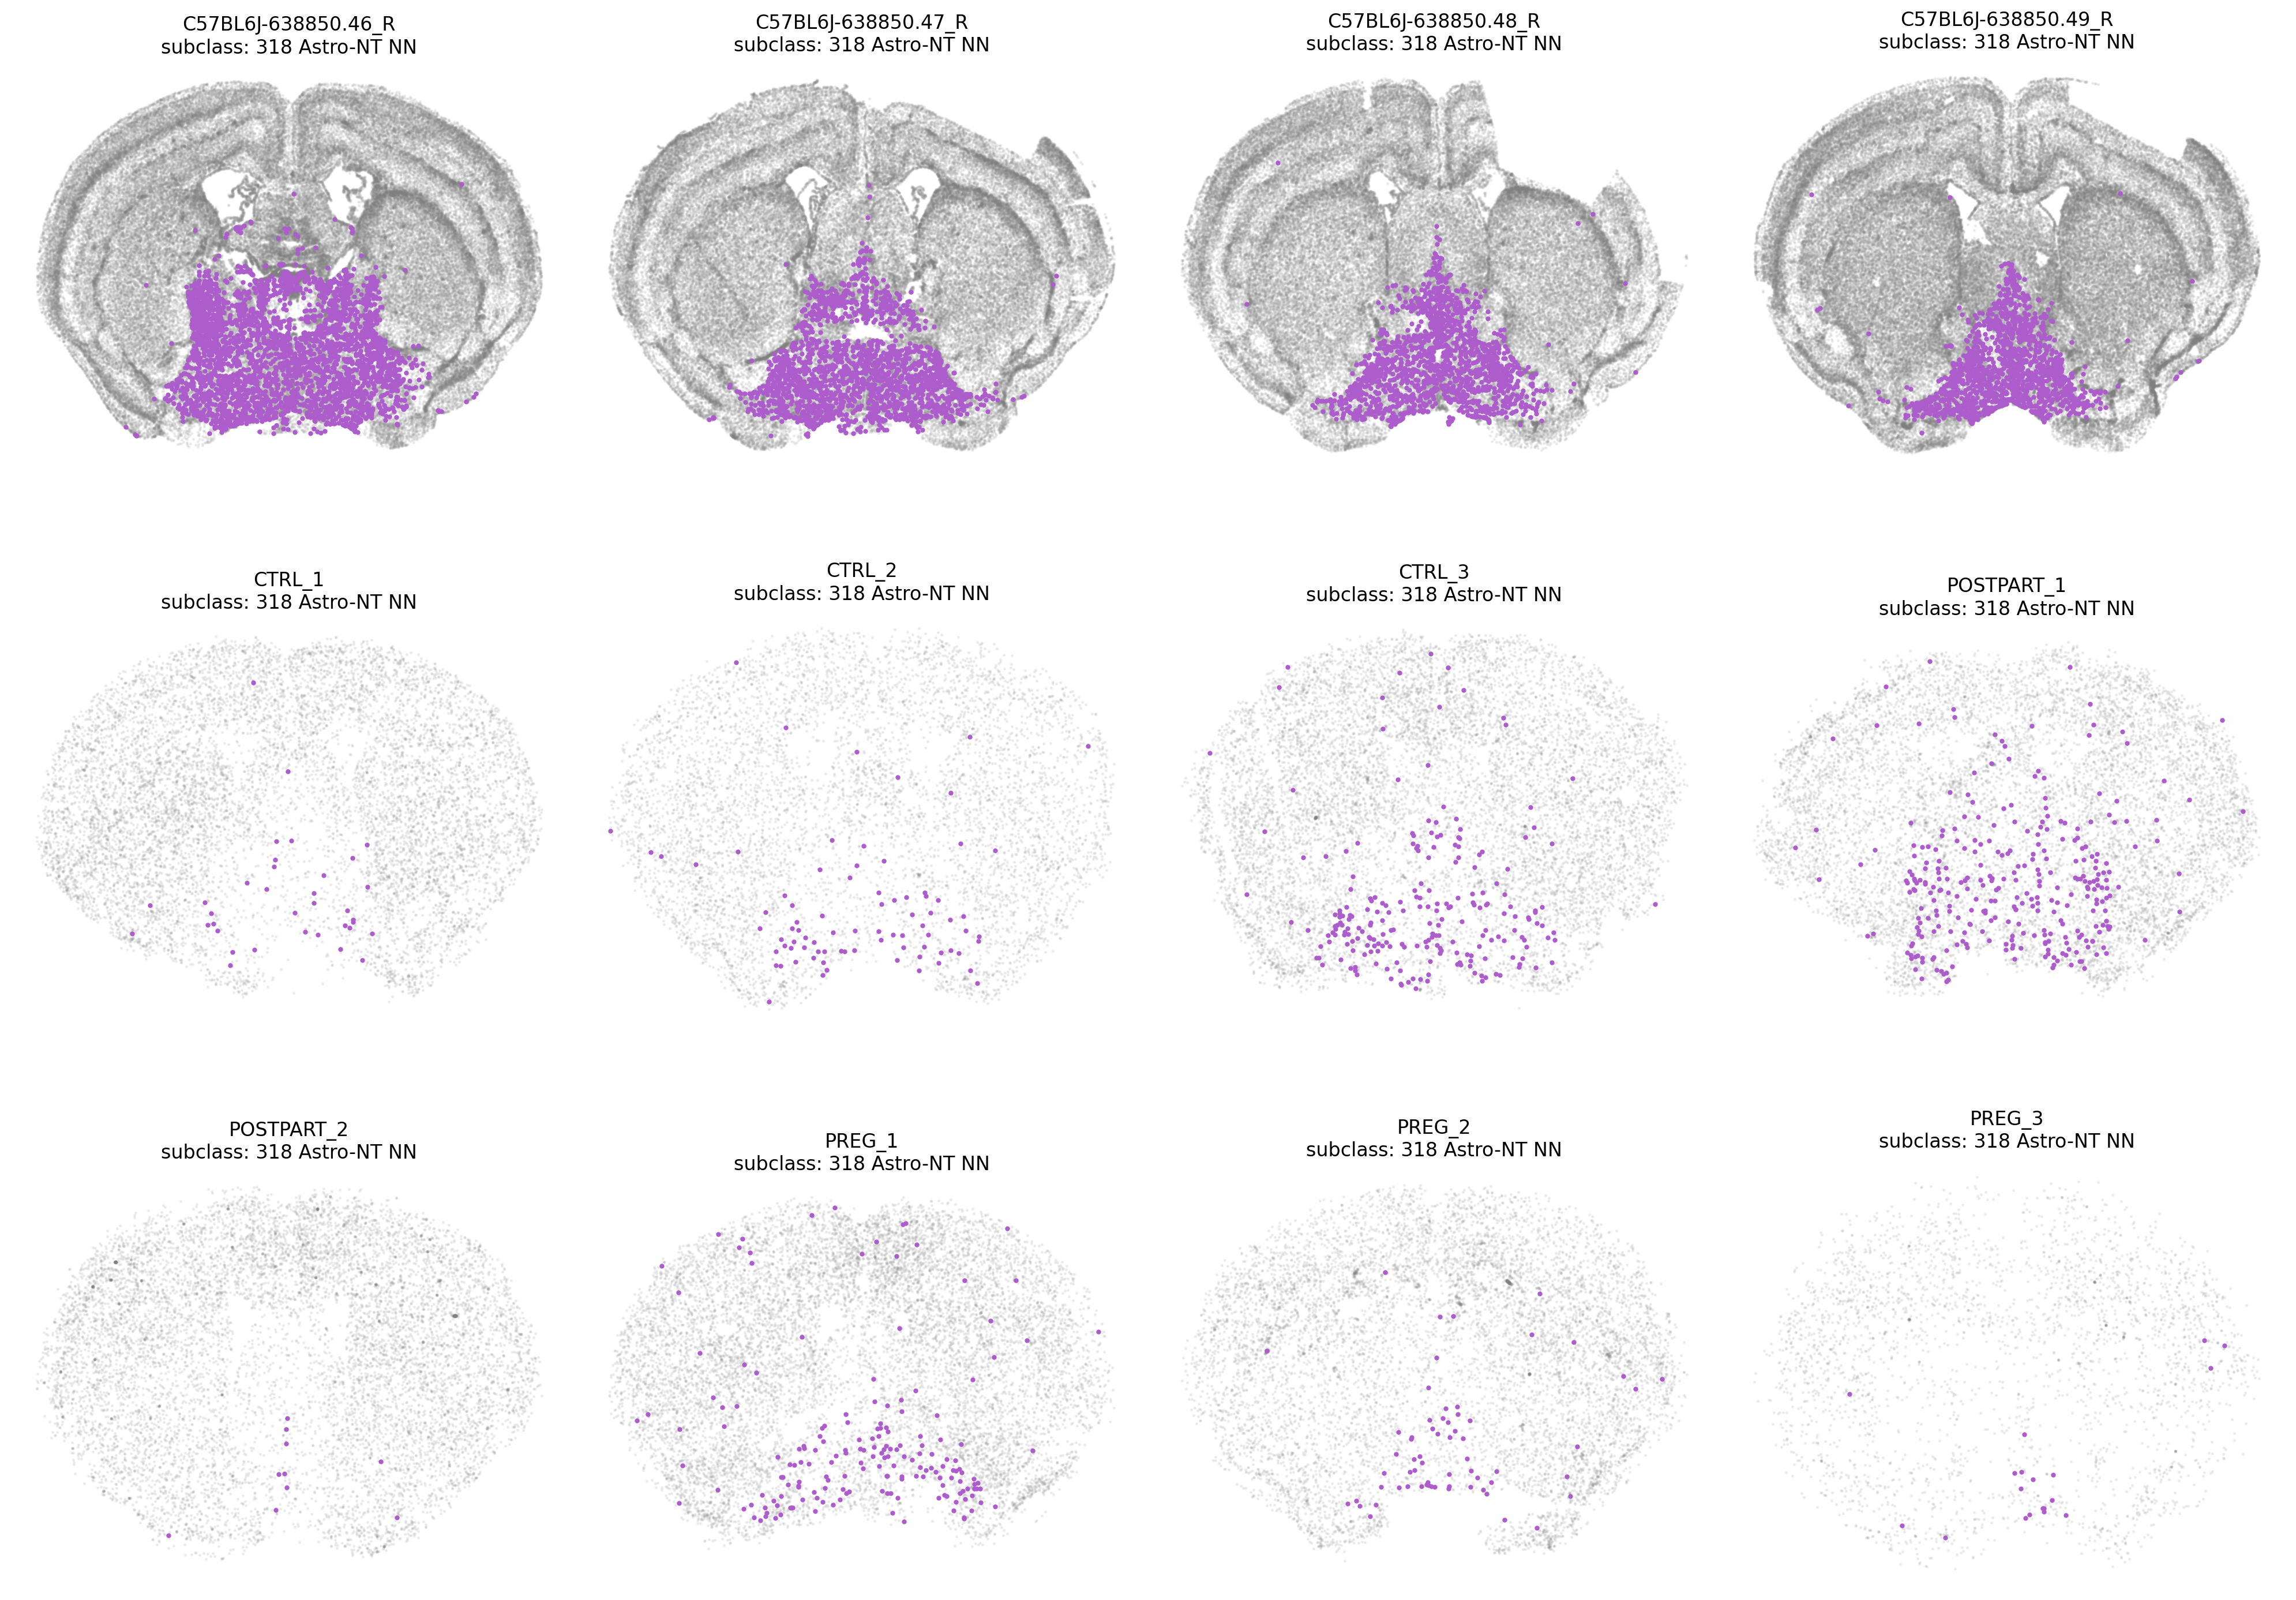 C57BL6J-638850.46_R
subclass: 318 Astro-NT NN
C57BL6J-638850.47_R
subclass: 318 Astro-NT NN
C57BL6J-638850.48_R
subclass: 318 Astro-NT NN
C57BL6J-638850.49_R
subclass: 318 Astro-NT NN
CTRL_1
subclass: 318 Astro-NT NN
CTRL_2
subclass: 318 Astro-NT NN
CTRL_3
subclass: 318 Astro-NT NN
POSTPART_1
subclass: 318 Astro-NT NN
POSTPART_2
subclass: 318 Astro-NT NN
PREG_1
subclass: 318 Astro-NT NN
PREG_2
subclass: 318 Astro-NT NN
PREG_3
subclass: 318 Astro-NT NN